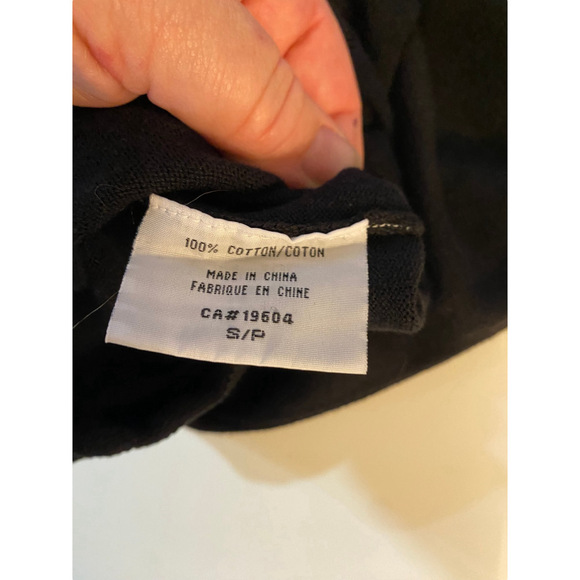 100% COTTON/COTON
MADE IN CHINA
FABRIQUE EN CHINE
CA#19604
S/P